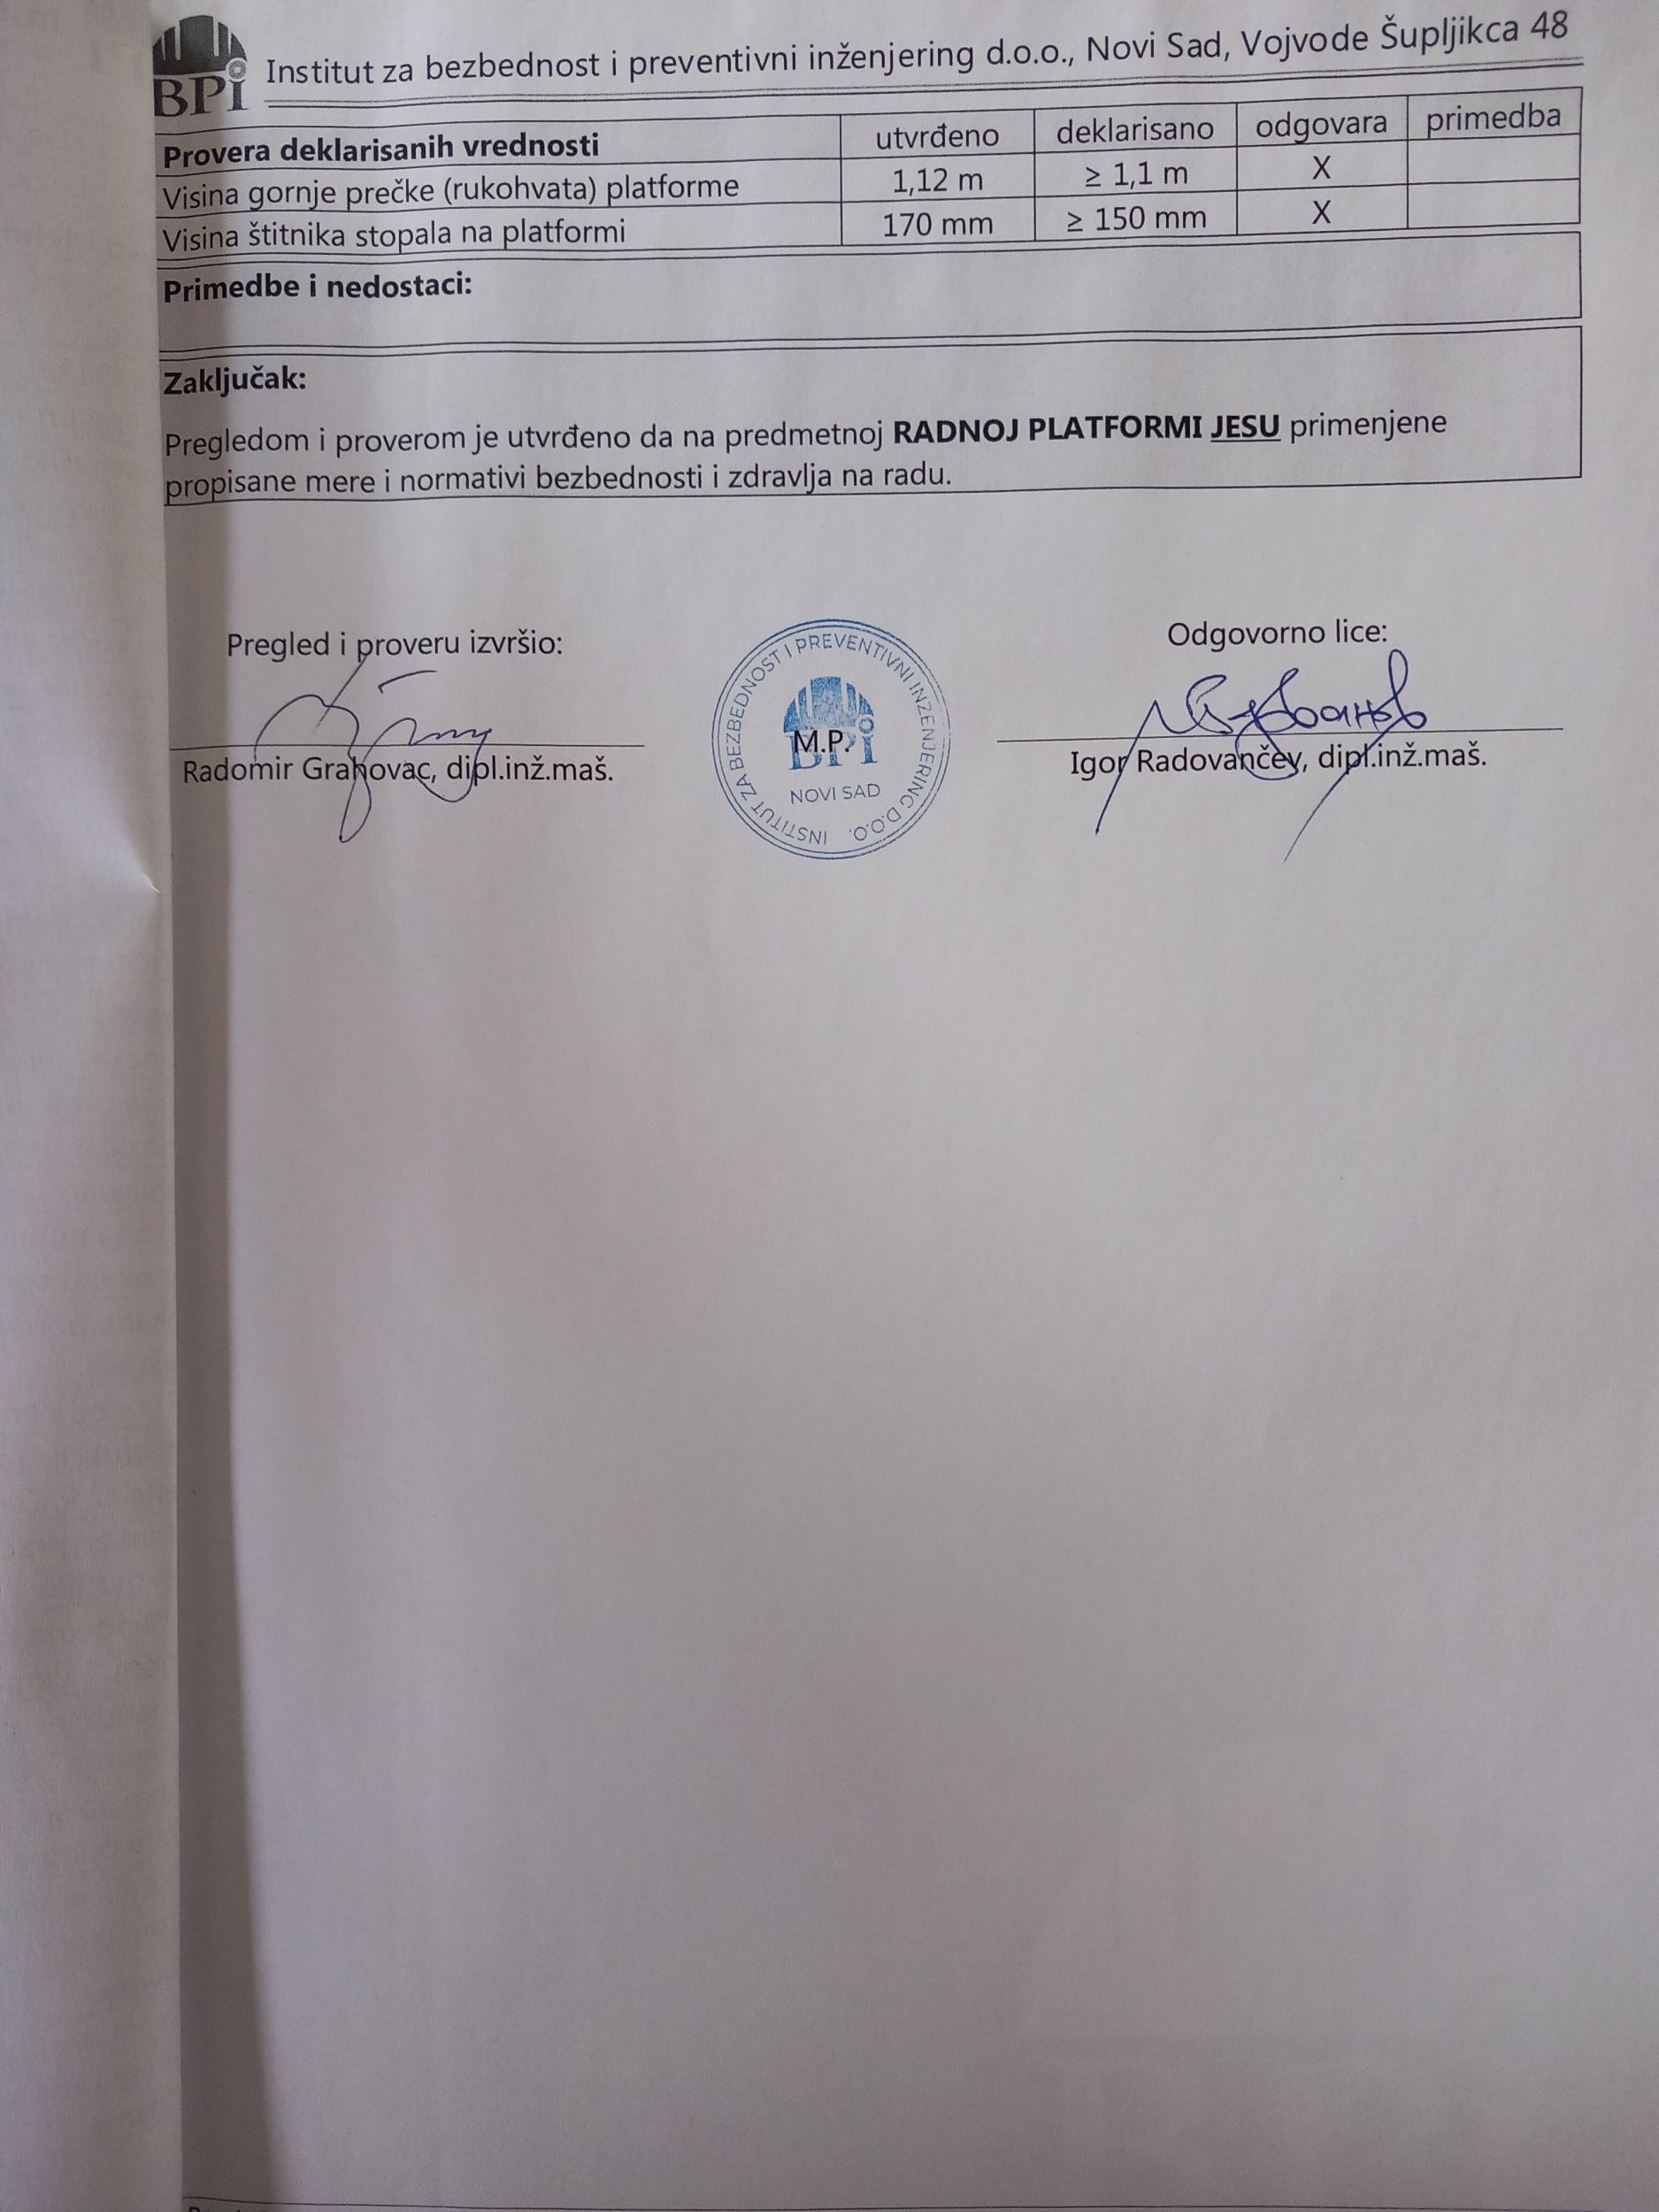 BPi Institut za bezbednost i preventivni inženjering d.o.o., Novi Sad, Vojvode Šupljikca 48
Provera deklarisanih vrednosti utvrđeno deklarisano odgovara primedba
Visina gornje prečke (rukohvata) platforme 1,12 m ≥ 1,1 m X
Visina štitnika stopala na platformi 170 mm ≥ 150 mm X
Primedbe i nedostaci:
Zaključak:
Pregledom i proverom je utvrđeno da na predmetnoj RADNOJ PLATFORMI JESU primenjene
propisane mere i normativi bezbednosti i zdravlja na radu.
Pregled i proveru izvršio:
Radomir Grahovac, dipl.inž.maš.
INSTITUT ZA BEZBEDNOST I PREVENTIVNI INŽENJERING D.O.O.
BPi
M.P.
NOVI SAD
Odgovorno lice:
Igor Radovančev, dipl.inž.maš.